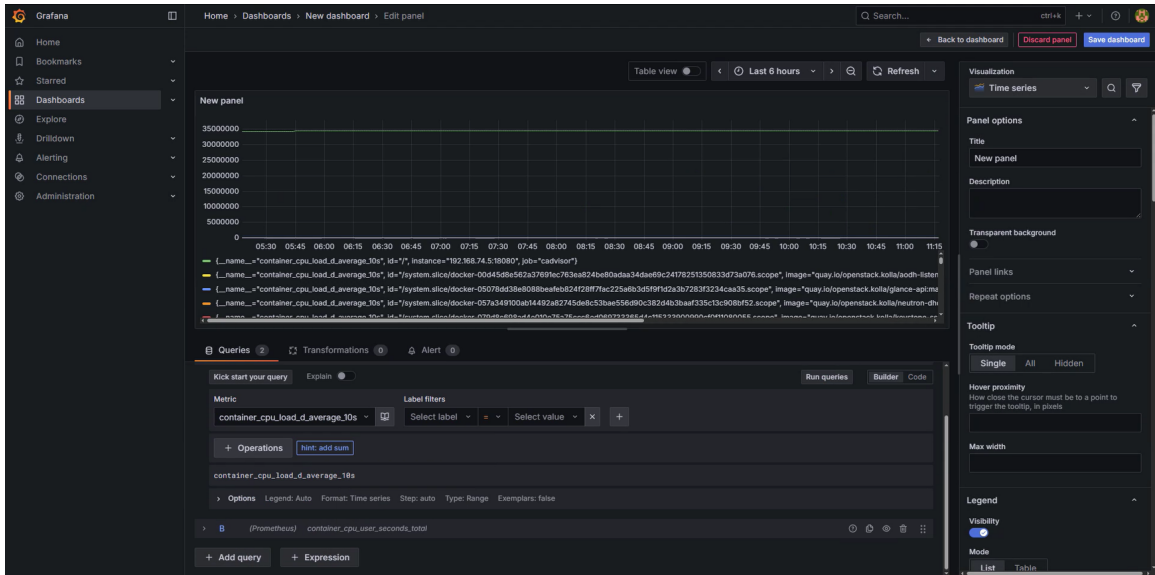 Grafana
Home › Dashboards › New dashboard › Edit panel
Search...
ctrl+k
Home
Bookmarks
Starred
Dashboards
Explore
Drilldown
Alerting
Connections
Administration
Back to dashboard
Discard panel
Save dashboard
Table view
Last 6 hours
Refresh
New panel
35000000
30000000
25000000
20000000
15000000
10000000
5000000
0
05:30 05:45 06:00 06:15 06:30 06:45 07:00 07:15 07:30 07:45 08:00 08:15 08:30 08:45 09:00 09:15 09:30 09:45 10:00 10:15 10:30 10:45 11:00 11:15
{__name__="container_cpu_load_d_average_10s", id="/", instance="192.168.74.5:18080", job="cadvisor"}
{__name__="container_cpu_load_d_average_10s", id="/system.slice/docker-00d45d8e562a37691ec763ea824be80adaa34dae69c24178251350833d73a076.scope", image="quay.io/openstack.kolla/aodh-listen
{__name__="container_cpu_load_d_average_10s", id="/system.slice/docker-05078dd38e8088beafeb824f28ff7fac225a6b3d5f9f1d2a3b7283f3234caa35.scope", image="quay.io/openstack.kolla/glance-api:ma
{__name__="container_cpu_load_d_average_10s", id="/system.slice/docker-057a349100ab14492a82745de8c53bae556d90c382d4b3baaf335c13c908bf52.scope", image="quay.io/openstack.kolla/neutron-dh
Queries 2
Transformations 0
Alert 0
Kick start your query
Explain
Run queries
Builder
Code
Metric
Label filters
container_cpu_load_d_average_10s
Select label
=
Select value
+ Operations
hint: add sum
container_cpu_load_d_average_10s
Options Legend: Auto Format: Time series Step: auto Type: Range Exemplars: false
B (Prometheus) container_cpu_user_seconds_total
+ Add query
+ Expression
Visualization
Time series
Panel options
Title
New panel
Description
Transparent background
Panel links
Repeat options
Tooltip
Tooltip mode
Single All Hidden
Hover proximity
How close the cursor must be to a point to
trigger the tooltip, in pixels
Max width
Legend
Visibility
Mode
List Table